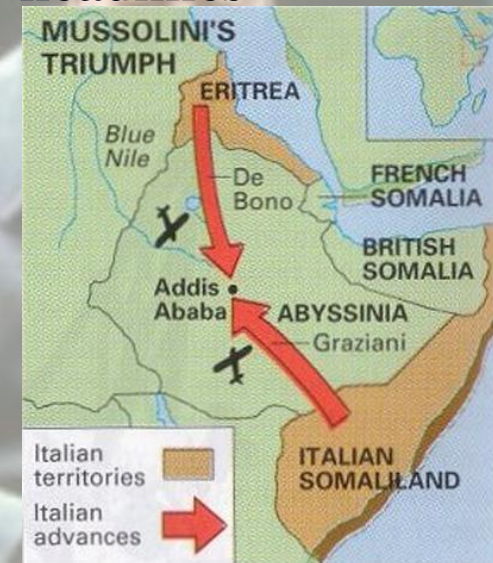 MUSSOLINI'S
TRIUMPH
ERITREA
Blue
Nile
De
Bono
FRENCH
SOMALIA
BRITISH
SOMALIA
Addis
Ababa
ABYSSINIA
Graziani
ITALIAN
SOMALILAND
Italian
territories
Italian
advances